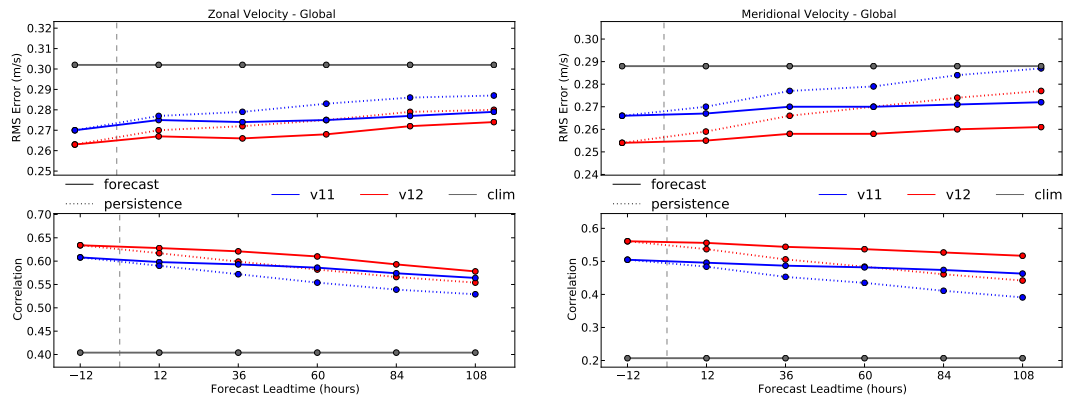 Zonal Velocity - Global
0.32
0.31
0.30
0.29
0.28
0.27
0.26
0.25
RMS Error (m/s)
forecast
persistence
v11
v12
clim
0.70
0.65
0.60
0.55
0.50
0.45
0.40
Correlation
−12
12
36
60
84
108
Forecast Leadtime (hours)
Meridional Velocity - Global
0.30
0.29
0.28
0.27
0.26
0.25
0.24
RMS Error (m/s)
forecast
persistence
v11
v12
clim
0.6
0.5
0.4
0.3
0.2
Correlation
−12
12
36
60
84
108
Forecast Leadtime (hours)